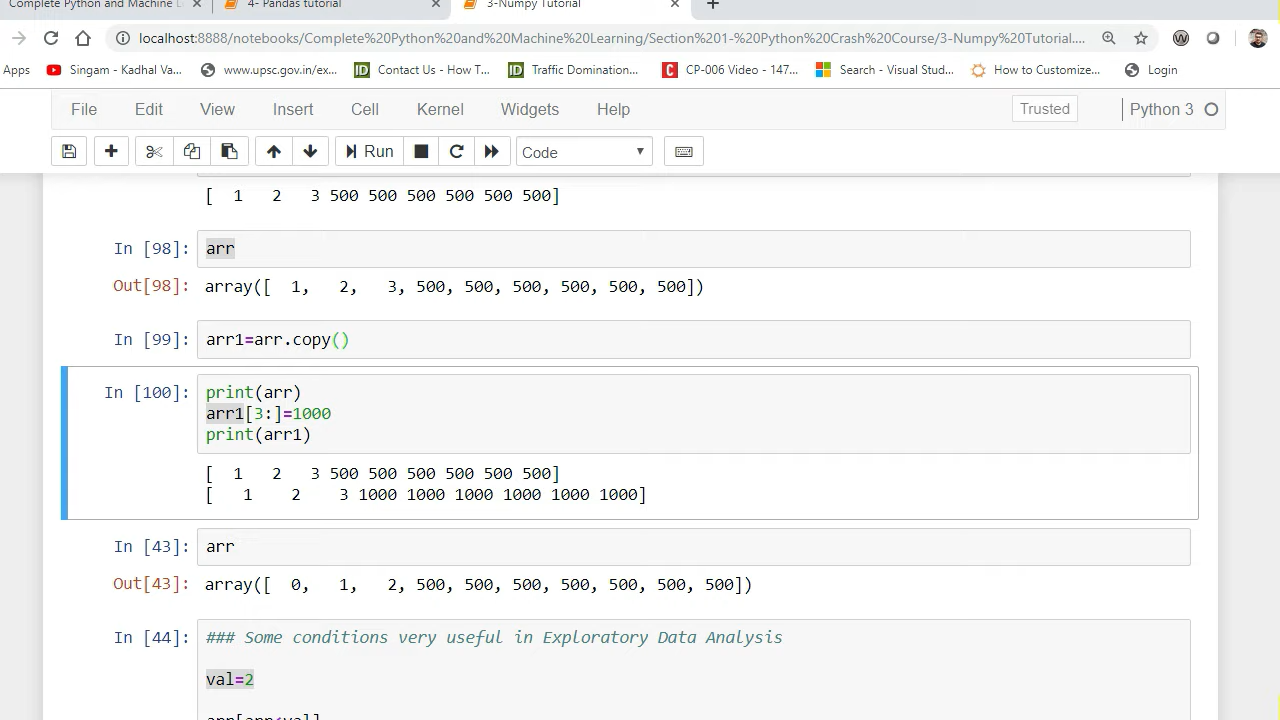 Complete Python and Machine L
4- Pandas tutorial
3-Numpy Tutorial
localhost:8888/notebooks/Complete%20Python%20and%20Machine%20Learning/Section%201-%20Python%20Crash%20Course/3-Numpy%20Tutorial....
Apps
Singam - Kadhal Va...
www.upsc.gov.in/ex...
Contact Us - How T...
Traffic Domination...
CP-006 Video - 147...
Search - Visual Stud...
How to Customize...
Login
File Edit View Insert Cell Kernel Widgets Help Trusted Python 3
Run Code
[ 1 2 3 500 500 500 500 500 500]
In [98]: arr
Out[98]: array([ 1, 2, 3, 500, 500, 500, 500, 500, 500])
In [99]: arr1=arr.copy()
In [100]: print(arr)
arr1[3:]=1000
print(arr1)
[ 1 2 3 500 500 500 500 500 500]
[ 1 2 3 1000 1000 1000 1000 1000 1000]
In [43]: arr
Out[43]: array([ 0, 1, 2, 500, 500, 500, 500, 500, 500, 500])
In [44]: ### Some conditions very useful in Exploratory Data Analysis
val=2
arr[arr<val]